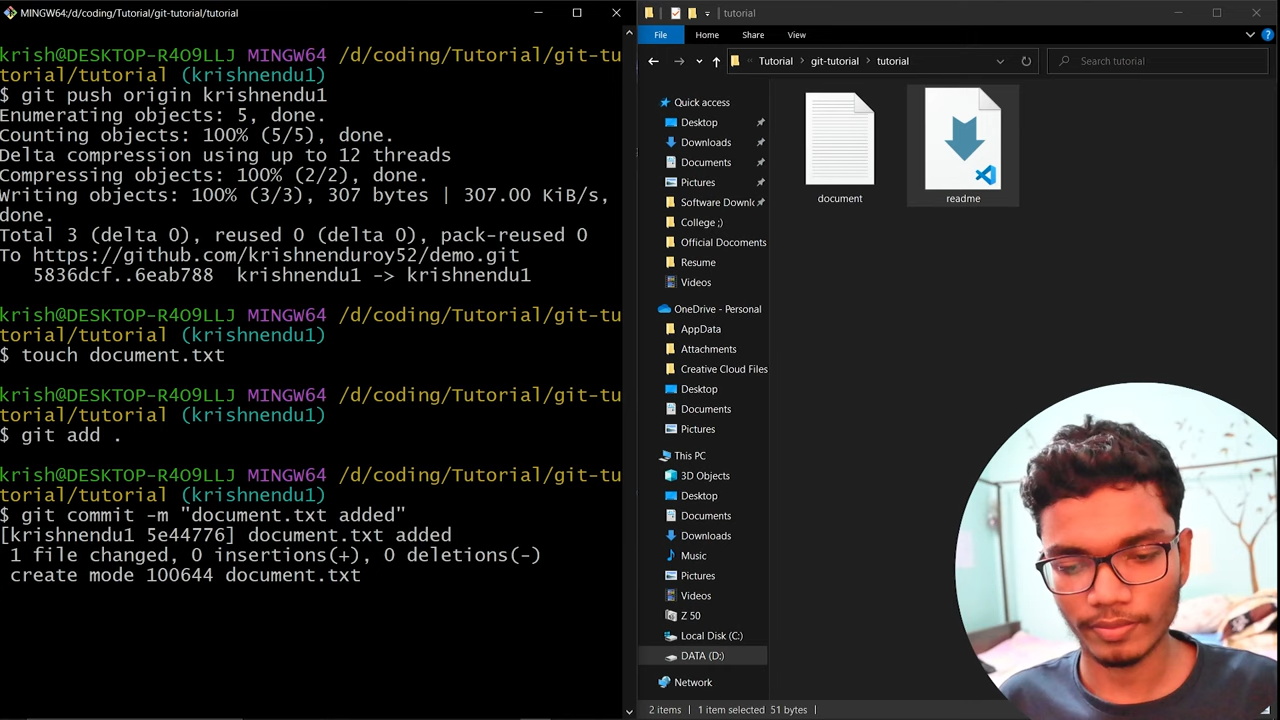 MINGW64:/d/coding/Tutorial/git-tutorial/tutorial
krish@DESKTOP-R4O9LLJ MINGW64 /d/coding/Tutorial/git-tu
torial/tutorial (krishnendu1)
$ git push origin krishnendu1
Enumerating objects: 5, done.
Counting objects: 100% (5/5), done.
Delta compression using up to 12 threads
Compressing objects: 100% (2/2), done.
Writing objects: 100% (3/3), 307 bytes | 307.00 KiB/s,
done.
Total 3 (delta 0), reused 0 (delta 0), pack-reused 0
To https://github.com/krishnenduroy52/demo.git
5836dcf..6eab788 krishnendu1 -> krishnendu1
krish@DESKTOP-R4O9LLJ MINGW64 /d/coding/Tutorial/git-tu
torial/tutorial (krishnendu1)
$ touch document.txt
krish@DESKTOP-R4O9LLJ MINGW64 /d/coding/Tutorial/git-tu
torial/tutorial (krishnendu1)
$ git add .
krish@DESKTOP-R4O9LLJ MINGW64 /d/coding/Tutorial/git-tu
torial/tutorial (krishnendu1)
$ git commit -m "document.txt added"
[krishnendu1 5e44776] document.txt added
1 file changed, 0 insertions(+), 0 deletions(-)
create mode 100644 document.txt
tutorial
File Home Share View
Tutorial git-tutorial tutorial
Search tutorial
Quick access
Desktop
Downloads
Documents
Pictures
Software Downlo
College ;)
Official Documents
Resume
Videos
OneDrive - Personal
AppData
Attachments
Creative Cloud Files
Desktop
Documents
Pictures
This PC
3D Objects
Desktop
Documents
Downloads
Music
Pictures
Videos
Z 50
Local Disk (C:)
DATA (D:)
Network
document
readme
2 items 1 item selected 51 bytes